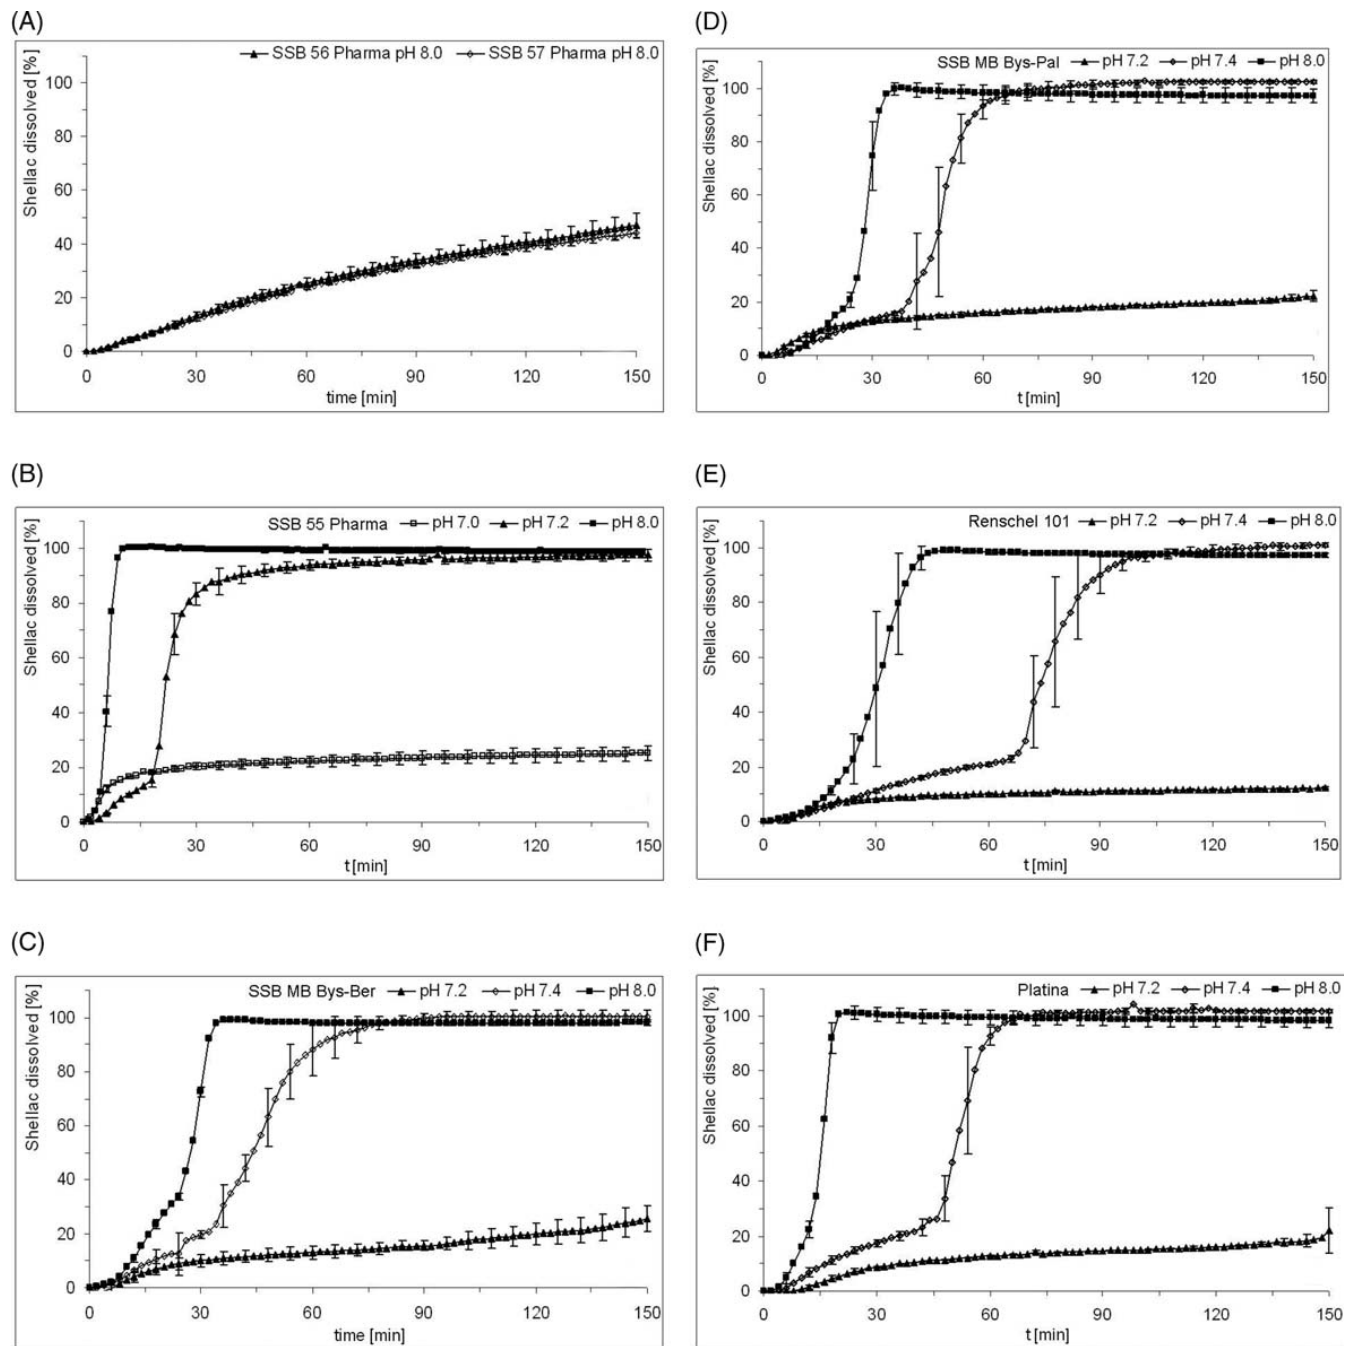 (A)
SSB 56 Pharma pH 8.0 SSB 57 Pharma pH 8.0
Shellac dissolved [%]
100
80
60
40
20
0
0 30 60 90 120 150
time [min]
(B)
SSB 55 Pharma pH 7.0 pH 7.2 pH 8.0
Shellac dissolved [%]
100
80
60
40
20
0
0 30 60 90 120 150
t [min]
(C)
SSB MB Bys-Ber pH 7.2 pH 7.4 pH 8.0
Shellac dissolved [%]
100
80
60
40
20
0
0 30 60 90 120 150
time [min]
(D)
SSB MB Bys-Pal pH 7.2 pH 7.4 pH 8.0
Shellac dissolved [%]
100
80
60
40
20
0
0 30 60 90 120 150
t [min]
(E)
Renschel 101 pH 7.2 pH 7.4 pH 8.0
Shellac dissolved [%]
100
80
60
40
20
0
0 30 60 90 120 150
t [min]
(F)
Platina pH 7.2 pH 7.4 pH 8.0
Shellac dissolved [%]
100
80
60
40
20
0
0 30 60 90 120 150
t [min]